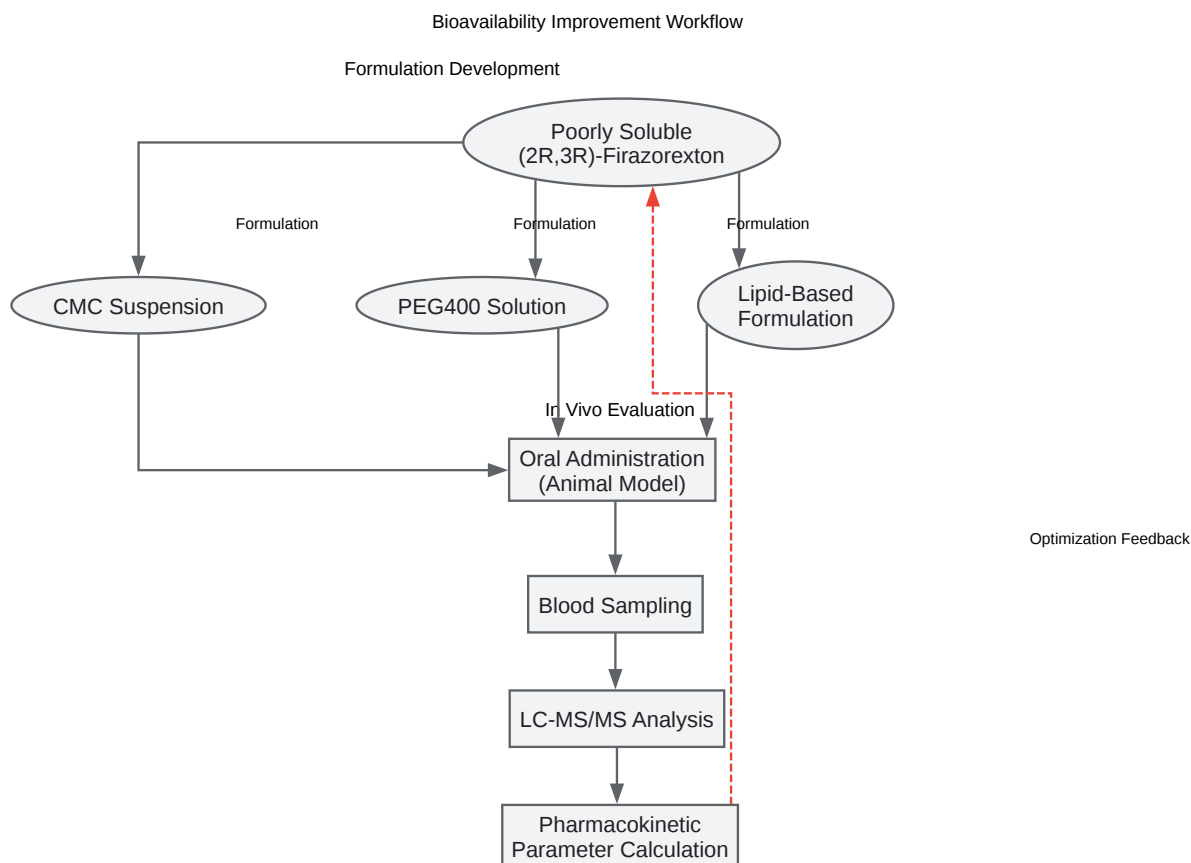 Bioavailability Improvement Workflow
Formulation Development
Poorly Soluble
(2R,3R)-Firazorexton
Formulation
Formulation
Formulation
CMC Suspension
PEG400 Solution
Lipid-Based
Formulation
In Vivo Evaluation
Oral Administration
(Animal Model)
Optimization Feedback
Blood Sampling
LC-MS/MS Analysis
Pharmacokinetic
Parameter Calculation